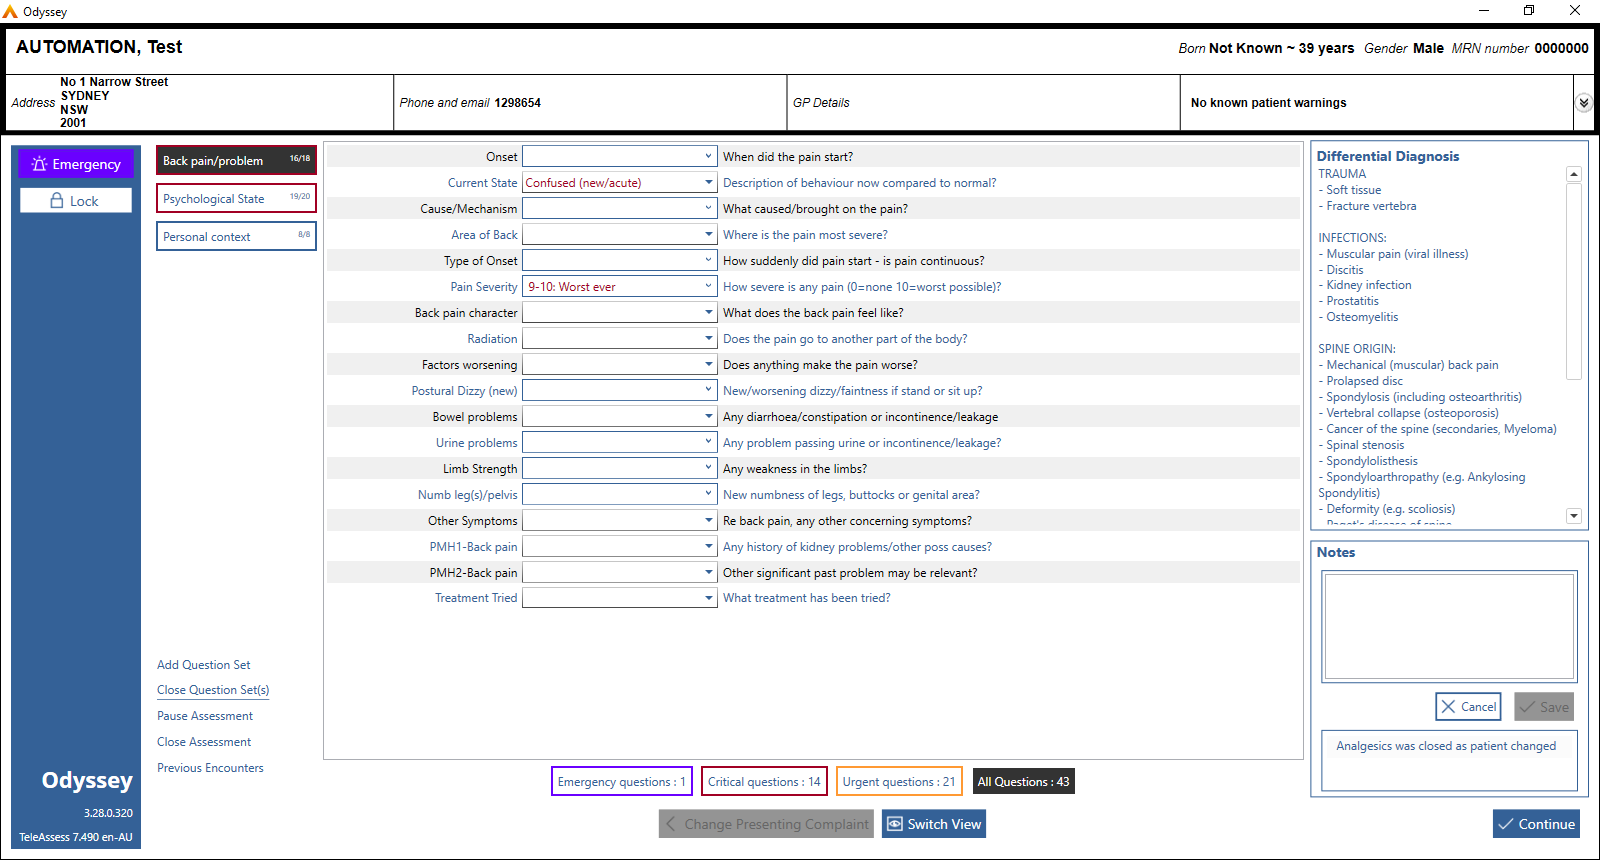 Odyssey
AUTOMATION, Test
Born Not Known ~ 39 years Gender Male MRN number 0000000
Address No 1 Narrow Street
SYDNEY
NSW
2001
Phone and email 1298654
GP Details
No known patient warnings
Emergency
Lock
Odyssey
3.28.0.320
TeleAssess 7.490 en-AU
Back pain/problem 16/18
Psychological State 19/20
Personal context 8/8
Add Question Set
Close Question Set(s)
Pause Assessment
Close Assessment
Previous Encounters
Onset When did the pain start?
Current State Confused (new/acute) Description of behaviour now compared to normal?
Cause/Mechanism What caused/brought on the pain?
Area of Back Where is the pain most severe?
Type of Onset How suddenly did pain start - is pain continuous?
Pain Severity 9-10: Worst ever How severe is any pain (0=none 10=worst possible)?
Back pain character What does the back pain feel like?
Radiation Does the pain go to another part of the body?
Factors worsening Does anything make the pain worse?
Postural Dizzy (new) New/worsening dizzy/faintness if stand or sit up?
Bowel problems Any diarrhoea/constipation or incontinence/leakage
Urine problems Any problem passing urine or incontinence/leakage?
Limb Strength Any weakness in the limbs?
Numb leg(s)/pelvis New numbness of legs, buttocks or genital area?
Other Symptoms Re back pain, any other concerning symptoms?
PMH1-Back pain Any history of kidney problems/other poss causes?
PMH2-Back pain Other significant past problem may be relevant?
Treatment Tried What treatment has been tried?
Emergency questions : 1
Critical questions : 14
Urgent questions : 21
All Questions : 43
Change Presenting Complaint
Switch View
Differential Diagnosis
TRAUMA
- Soft tissue
- Fracture vertebra
INFECTIONS:
- Muscular pain (viral illness)
- Discitis
- Kidney infection
- Prostatitis
- Osteomyelitis
SPINE ORIGIN:
- Mechanical (muscular) back pain
- Prolapsed disc
- Spondylosis (including osteoarthritis)
- Vertebral collapse (osteoporosis)
- Cancer of the spine (secondaries, Myeloma)
- Spinal stenosis
- Spondylolisthesis
- Spondyloarthropathy (e.g. Ankylosing
Spondylitis)
- Deformity (e.g. scoliosis)
- Paget's disease of spine
Notes
Cancel
Save
Analgesics was closed as patient changed
Continue